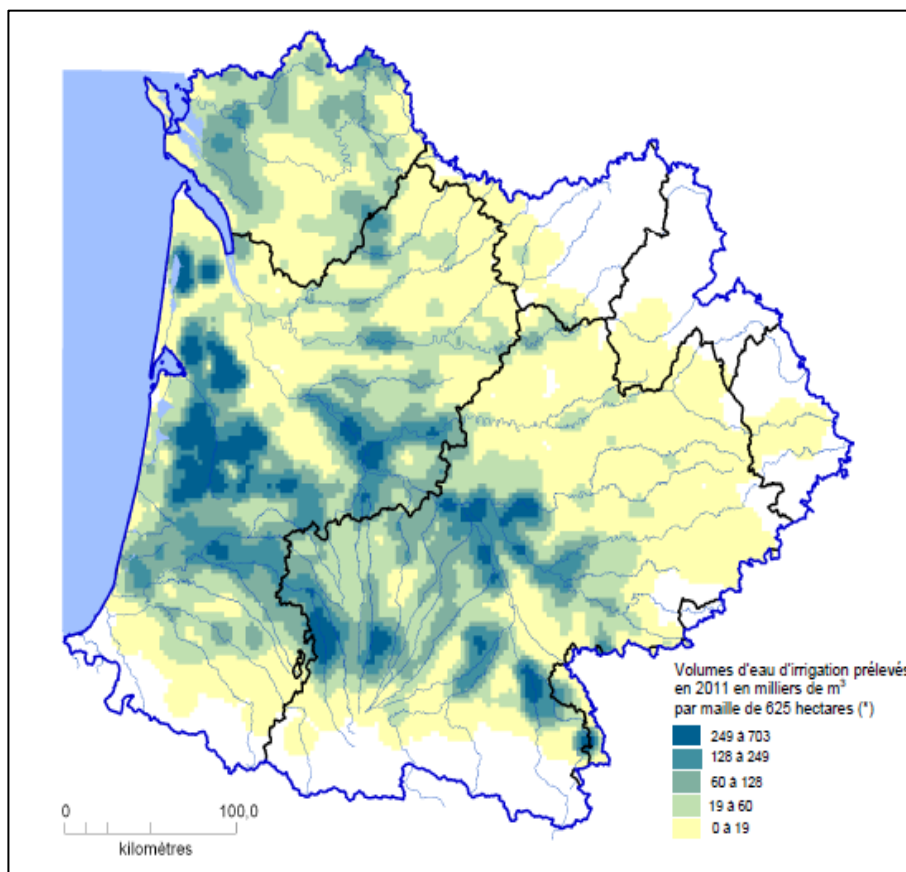 Volumes d'eau d'irrigation prélevés
en 2011 en milliers de m³
par maille de 625 hectares (*)
249 à 703
128 à 249
60 à 128
19 à 60
0 à 19
0 100,0
kilomètres